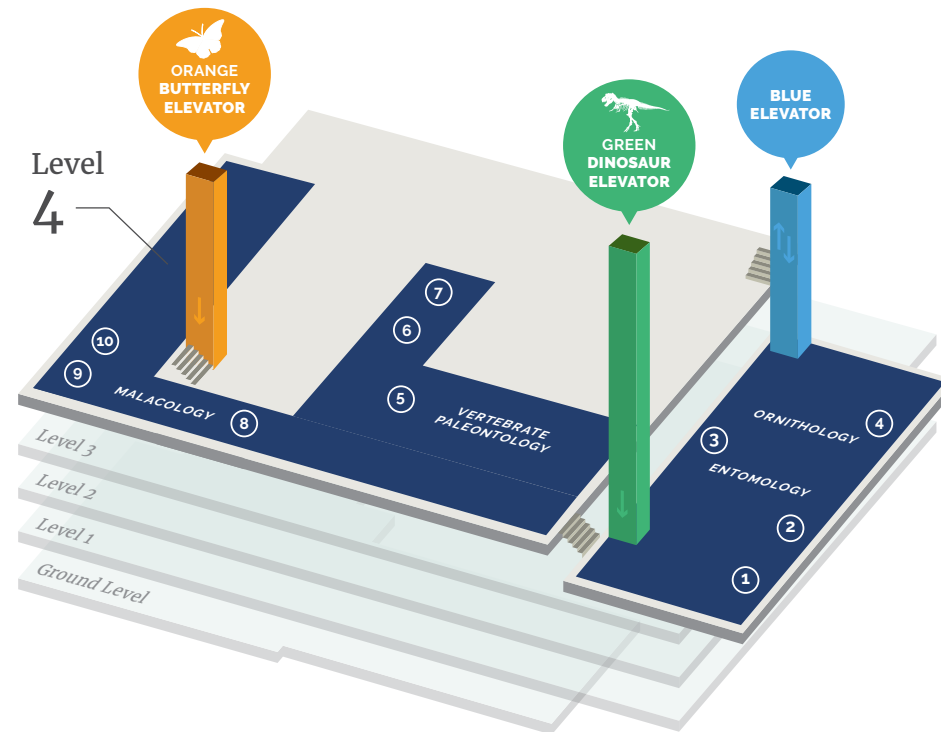 ORANGE
BUTTERFLY
ELEVATOR
BLUE
ELEVATOR
GREEN
DINOSAUR
ELEVATOR
Level
4
7
6
10
9
MALACOLOGY
8
5
VERTEBRATE
PALEONTOLOGY
ORNITHOLOGY
4
3
ENTOMOLOGY
2
1
Level 3
Level 2
Level 1
Ground Level